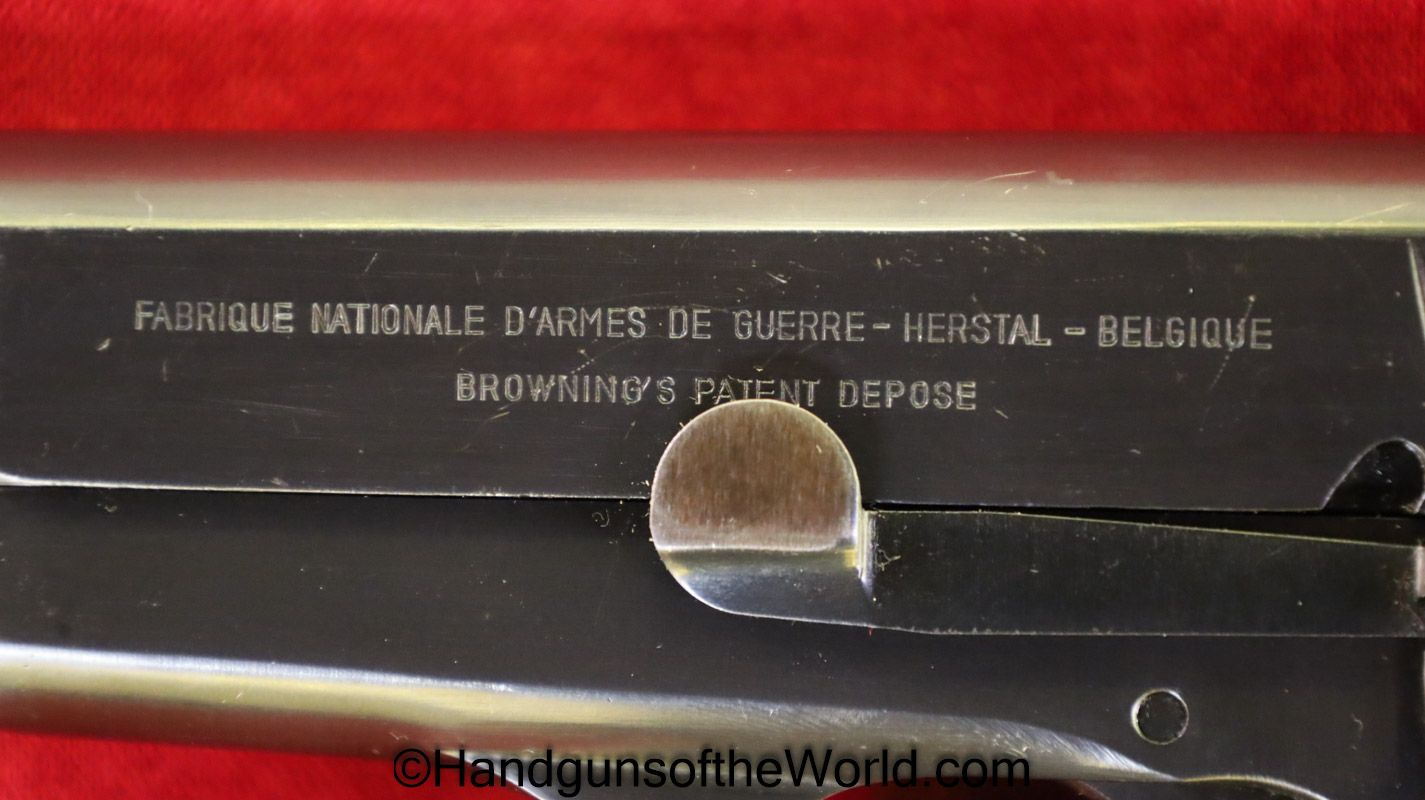 FABRIQUE NATIONALE D'ARMES DE GUERRE - HERSTAL - BELGIQUE
BROWNING'S PATENT DEPOSE
©HandgunsoftheWorld.com